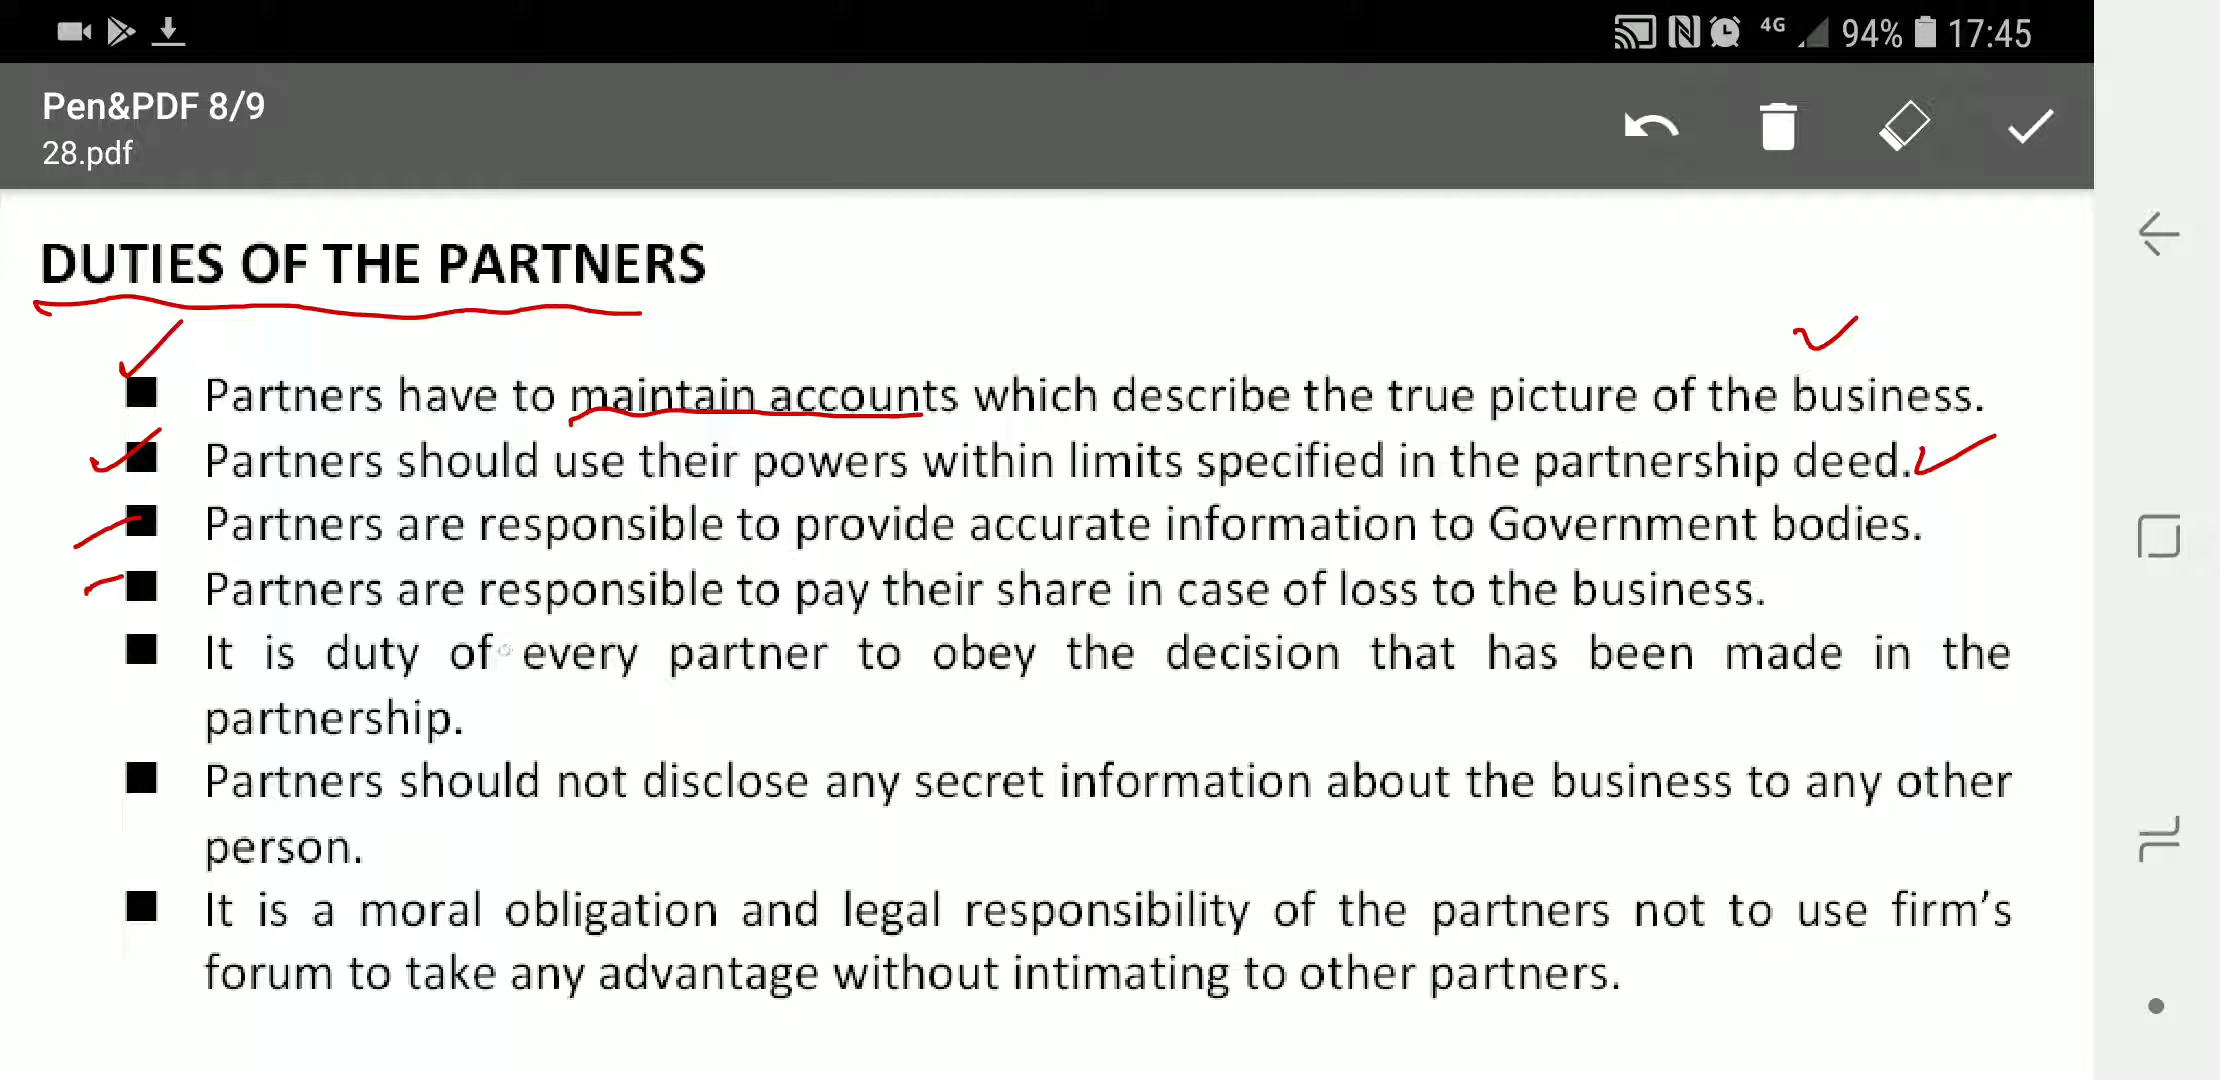 4G 94% 17:45
Pen&PDF 8/9
28.pdf
DUTIES OF THE PARTNERS
■ Partners have to maintain accounts which describe the true picture of the business.
■ Partners should use their powers within limits specified in the partnership deed.
■ Partners are responsible to provide accurate information to Government bodies.
■ Partners are responsible to pay their share in case of loss to the business.
■ It is duty of every partner to obey the decision that has been made in the
partnership.
■ Partners should not disclose any secret information about the business to any other
person.
■ It is a moral obligation and legal responsibility of the partners not to use firm’s
forum to take any advantage without intimating to other partners.